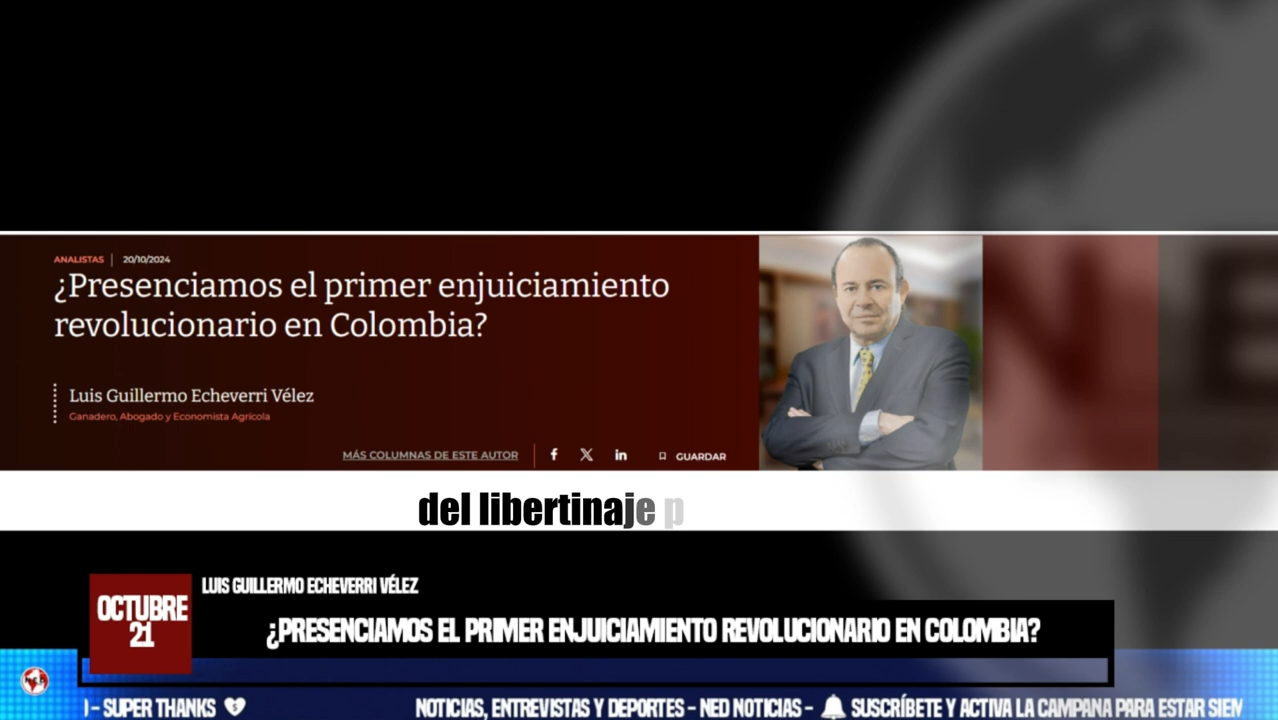 ANALISTAS | 20/10/2024
¿Presenciamos el primer enjuiciamiento
revolucionario en Colombia?
Luis Guillermo Echeverri Vélez
Ganadero, Abogado y Economista Agrícola
MÁS COLUMNAS DE ESTE AUTOR
GUARDAR
del libertinaje p
LUIS GUILLERMO ECHEVERRI VÉLEZ
OCTUBRE
21
¿PRESENCIAMOS EL PRIMER ENJUICIAMIENTO REVOLUCIONARIO EN COLOMBIA?
) - SUPER THANKS
NOTICIAS, ENTREVISTAS Y DEPORTES - NED NOTICIAS -
SUSCRÍBETE Y ACTIVA LA CAMPANA PARA ESTAR SIEM